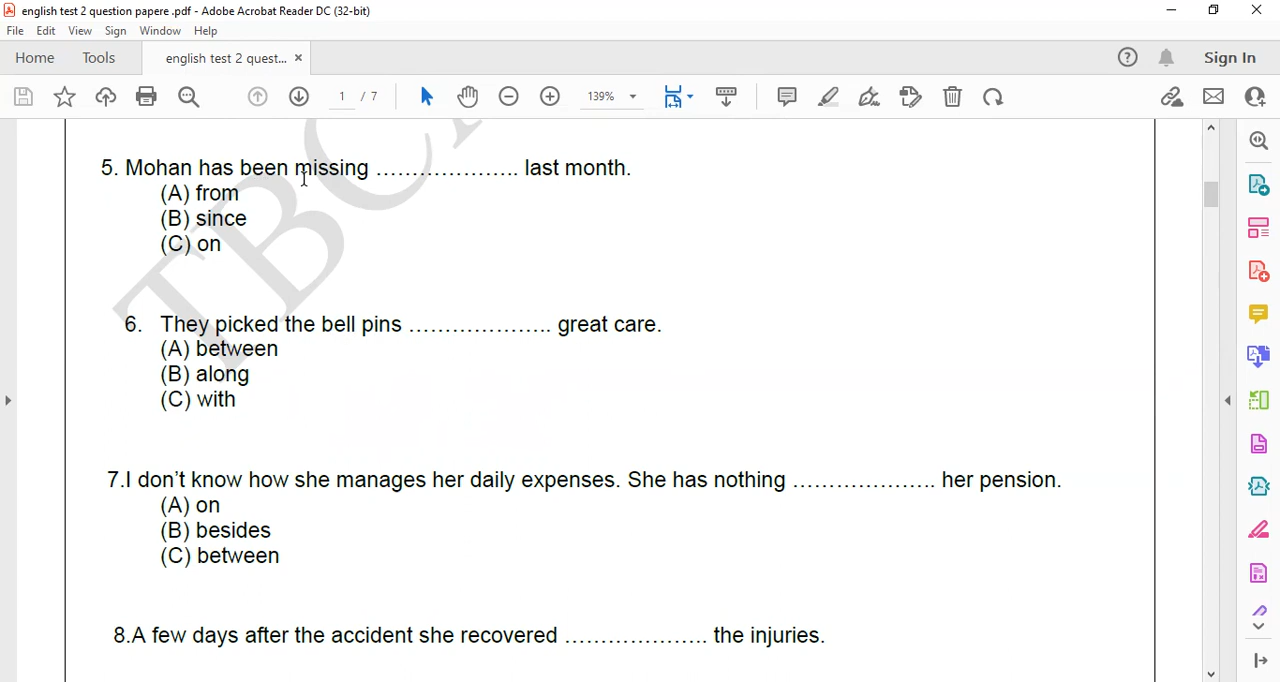 english test 2 question papere .pdf - Adobe Acrobat Reader DC (32-bit)
File Edit View Sign Window Help
Home Tools english test 2 quest... × Sign In
1 / 7 139%
5. Mohan has been missing ……………….. last month.
(A) from
(B) since
(C) on
6. They picked the bell pins ……………….. great care.
(A) between
(B) along
(C) with
7.I don’t know how she manages her daily expenses. She has nothing ……………….. her pension.
(A) on
(B) besides
(C) between
8.A few days after the accident she recovered ……………….. the injuries.